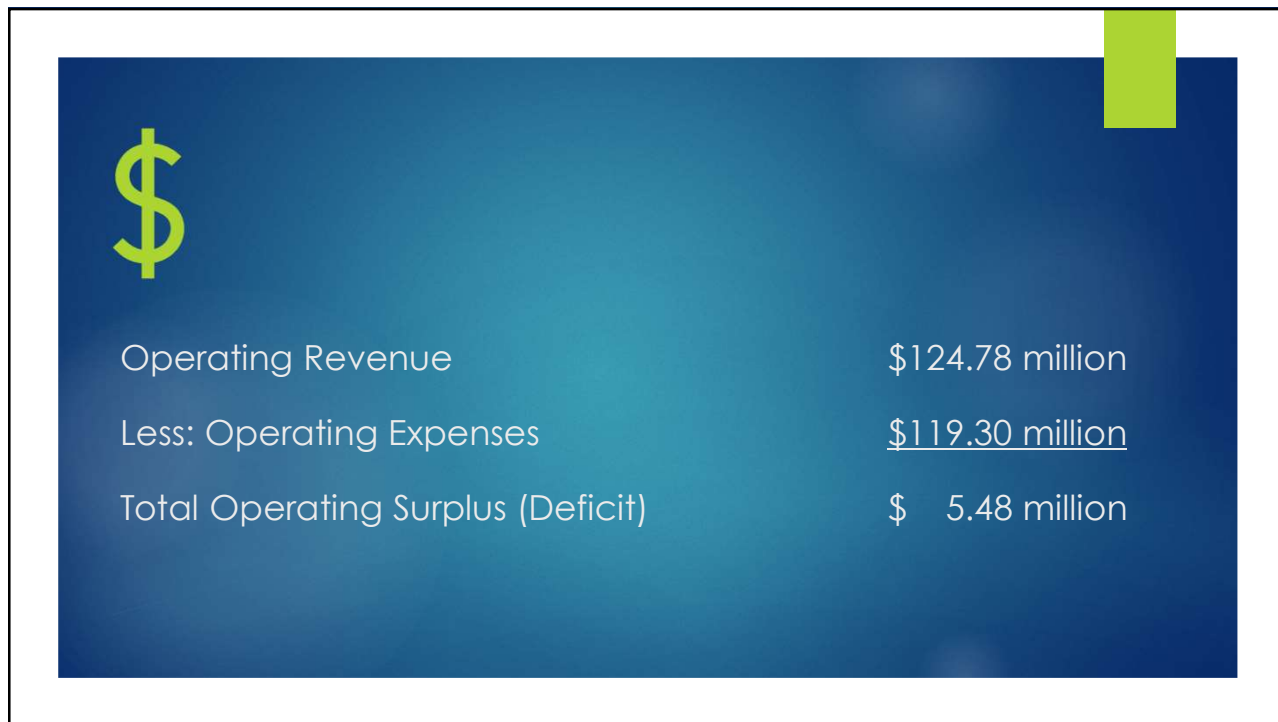 $
Operating Revenue $124.78 million
Less: Operating Expenses $119.30 million
Total Operating Surplus (Deficit) $ 5.48 million